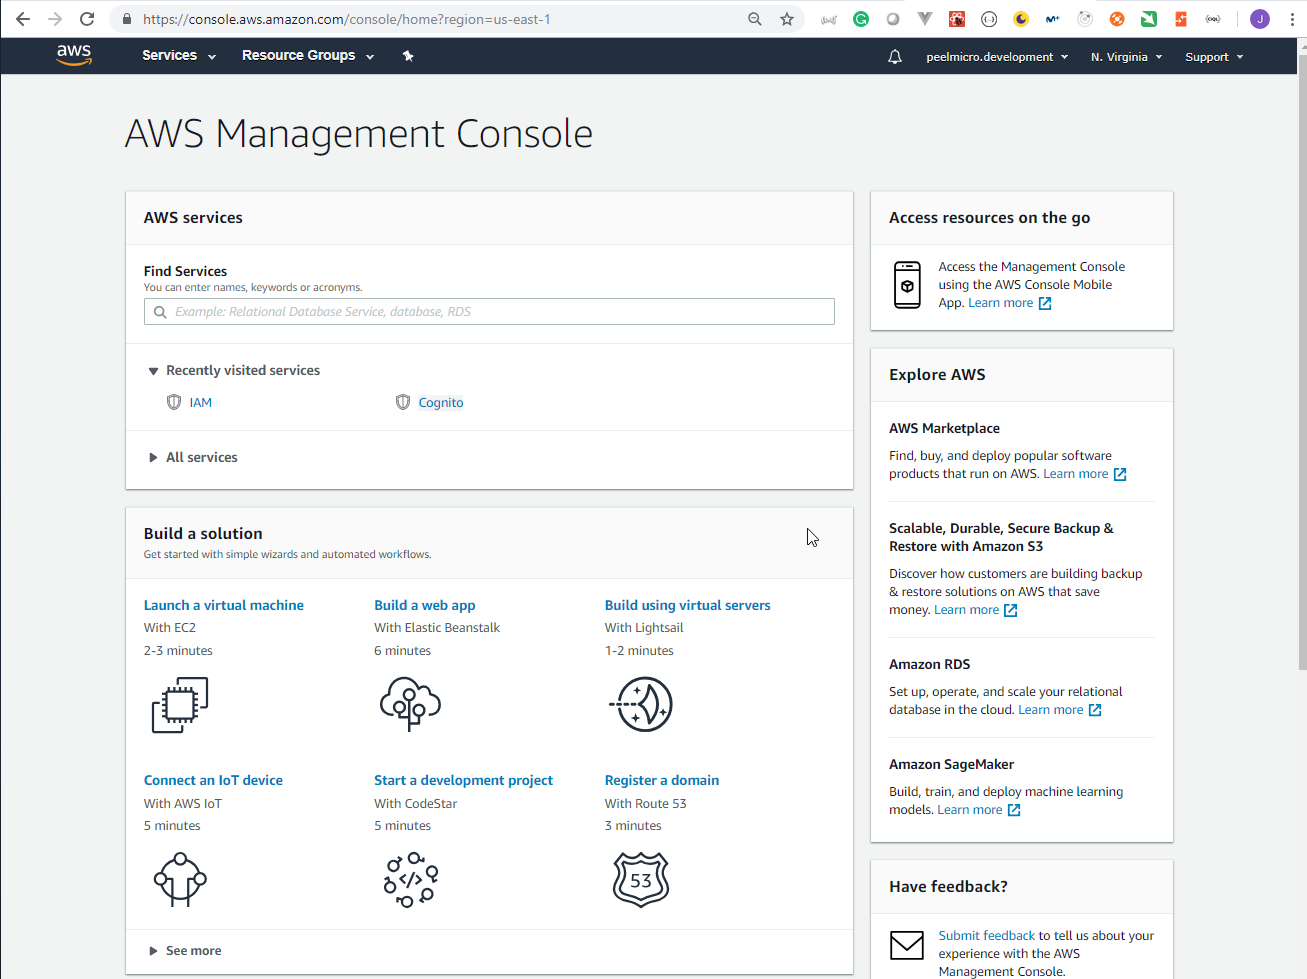 https://console.aws.amazon.com/console/home?region=us-east-1
J
aws
Services
Resource Groups
peelmicro.development
N. Virginia
Support
AWS Management Console
AWS services
Find Services
You can enter names, keywords or acronyms.
Example: Relational Database Service, database, RDS
Recently visited services
IAM
Cognito
All services
Build a solution
Get started with simple wizards and automated workflows.
Launch a virtual machine
With EC2
2-3 minutes
Build a web app
With Elastic Beanstalk
6 minutes
Build using virtual servers
With Lightsail
1-2 minutes
Connect an IoT device
With AWS IoT
5 minutes
Start a development project
With CodeStar
5 minutes
</>
Register a domain
With Route 53
3 minutes
53
See more
Access resources on the go
Access the Management Console
using the AWS Console Mobile
App. Learn more
Explore AWS
AWS Marketplace
Find, buy, and deploy popular software
products that run on AWS. Learn more
Scalable, Durable, Secure Backup &
Restore with Amazon S3
Discover how customers are building backup
& restore solutions on AWS that save
money. Learn more
Amazon RDS
Set up, operate, and scale your relational
database in the cloud. Learn more
Amazon SageMaker
Build, train, and deploy machine learning
models. Learn more
Have feedback?
Submit feedback to tell us about your
experience with the AWS
Management Console.